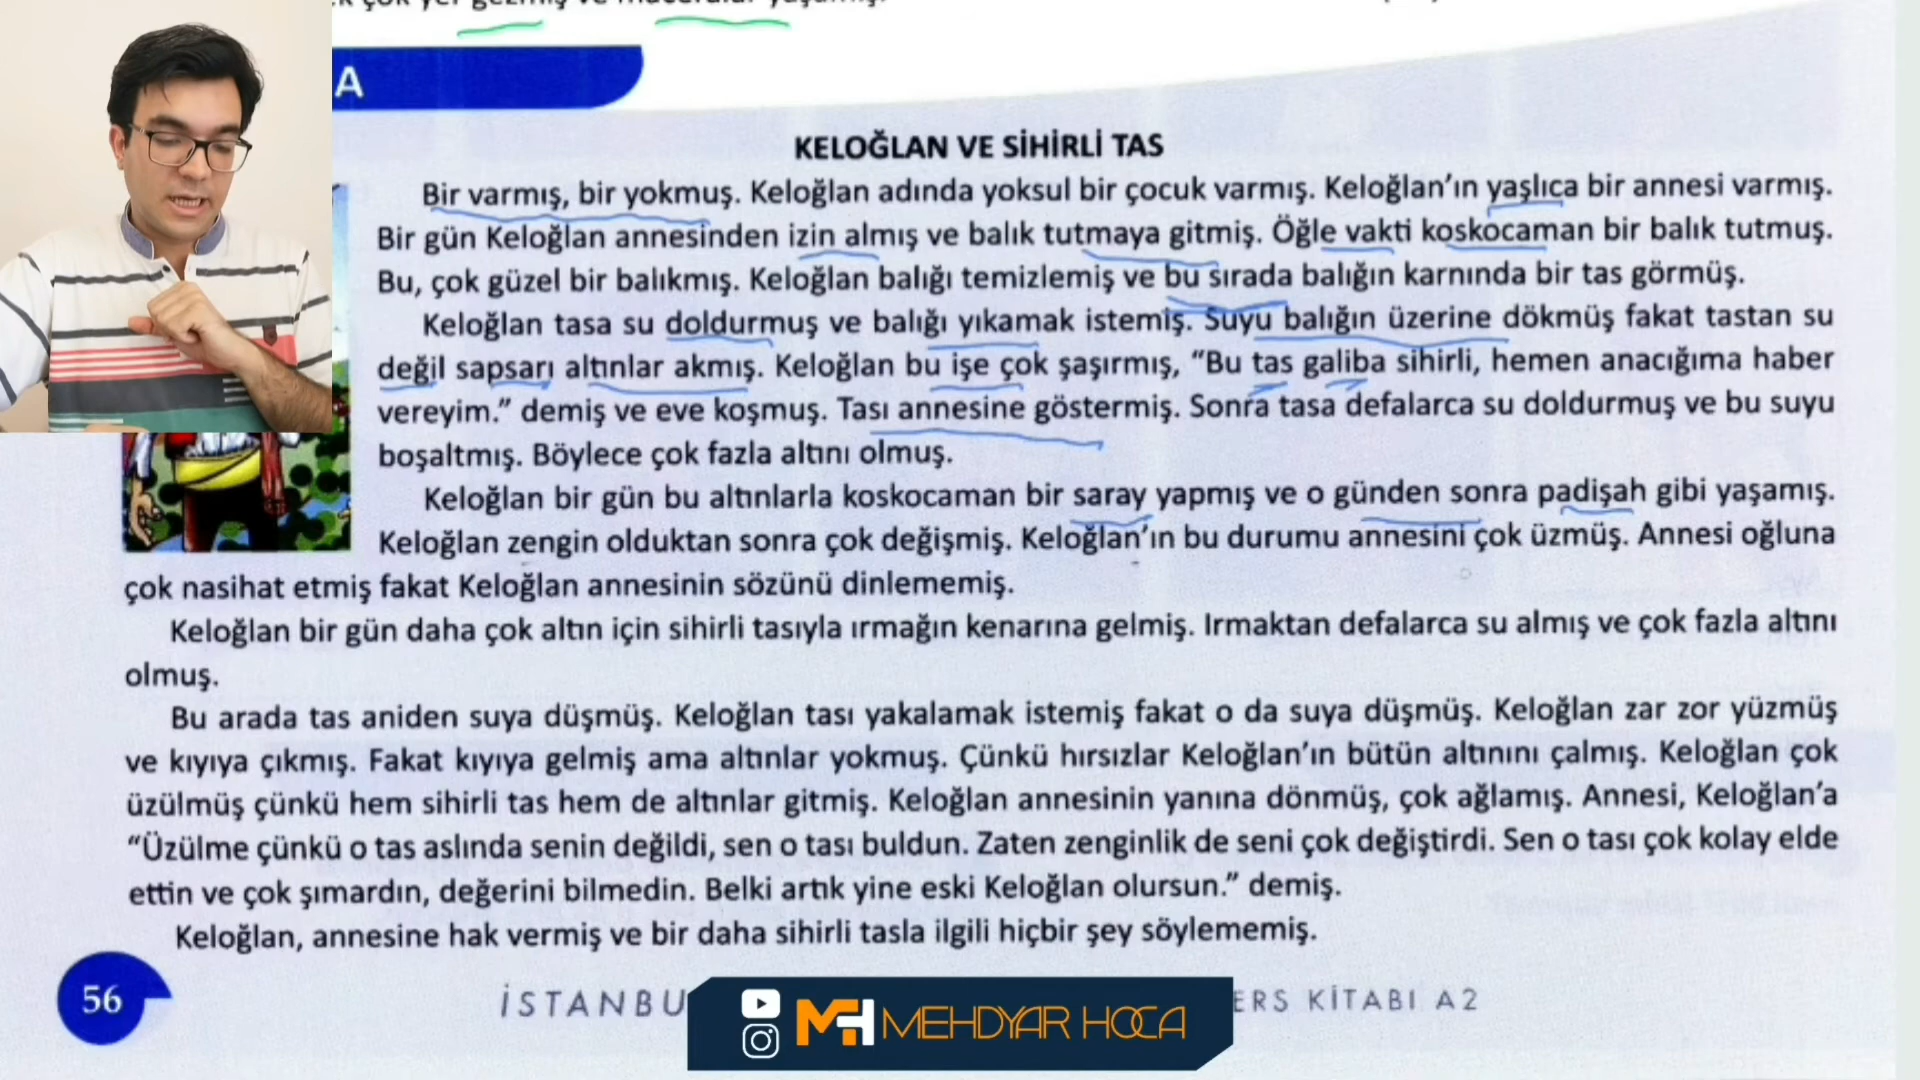 A
KELOĞLAN VE SİHİRLİ TAS
Bir varmış, bir yokmuş. Keloğlan adında yoksul bir çocuk varmış. Keloğlan’ın yaşlıca bir annesi varmış.
Bir gün Keloğlan annesinden izin almış ve balık tutmaya gitmiş. Öğle vakti koskocaman bir balık tutmuş.
Bu, çok güzel bir balıkmış. Keloğlan balığı temizlemiş ve bu sırada balığın karnında bir tas görmüş.
Keloğlan tasa su doldurmuş ve balığı yıkamak istemiş. Suyu balığın üzerine dökmüş fakat tastan su
değil sapsarı altınlar akmış. Keloğlan bu işe çok şaşırmış, “Bu tas galiba sihirli, hemen anacığıma haber
vereyim.” demiş ve eve koşmuş. Tası annesine göstermiş. Sonra tasa defalarca su doldurmuş ve bu suyu
boşaltmış. Böylece çok fazla altını olmuş.
Keloğlan bir gün bu altınlarla koskocaman bir saray yapmış ve o günden sonra padişah gibi yaşamış.
Keloğlan zengin olduktan sonra çok değişmiş. Keloğlan’ın bu durumu annesini çok üzmüş. Annesi oğluna
çok nasihat etmiş fakat Keloğlan annesinin sözünü dinlememiş.
Keloğlan bir gün daha çok altın için sihirli tasıyla ırmağın kenarına gelmiş. Irmaktan defalarca su almış ve çok fazla altını
olmuş.
Bu arada tas aniden suya düşmüş. Keloğlan tası yakalamak istemiş fakat o da suya düşmüş. Keloğlan zar zor yüzmüş
ve kıyıya çıkmış. Fakat kıyıya gelmiş ama altınlar yokmuş. Çünkü hırsızlar Keloğlan’ın bütün altınını çalmış. Keloğlan çok
üzülmüş çünkü hem sihirli tas hem de altınlar gitmiş. Keloğlan annesinin yanına dönmüş, çok ağlamış. Annesi, Keloğlan’a
“Üzülme çünkü o tas aslında senin değildi, sen o tası buldun. Zaten zenginlik de seni çok değiştirdi. Sen o tası çok kolay elde
ettin ve çok şımardın, değerini bilmedin. Belki artık yine eski Keloğlan olursun.” demiş.
Keloğlan, annesine hak vermiş ve bir daha sihirli tasla ilgili hiçbir şey söylememiş.
56
İSTANBU ERS KİTABI A2
MH MEHDYAR HOCA